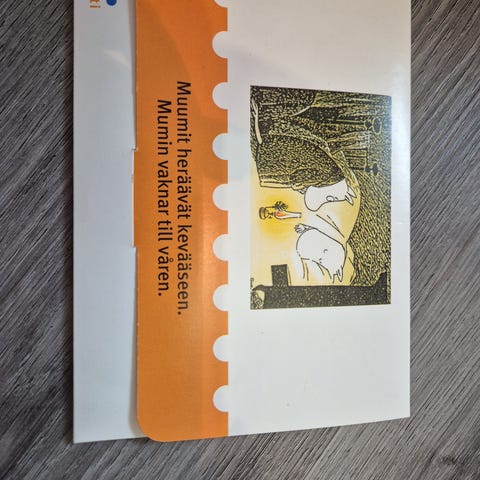 Muumit heräävät kevääseen.
Mumin vaknar till våren.